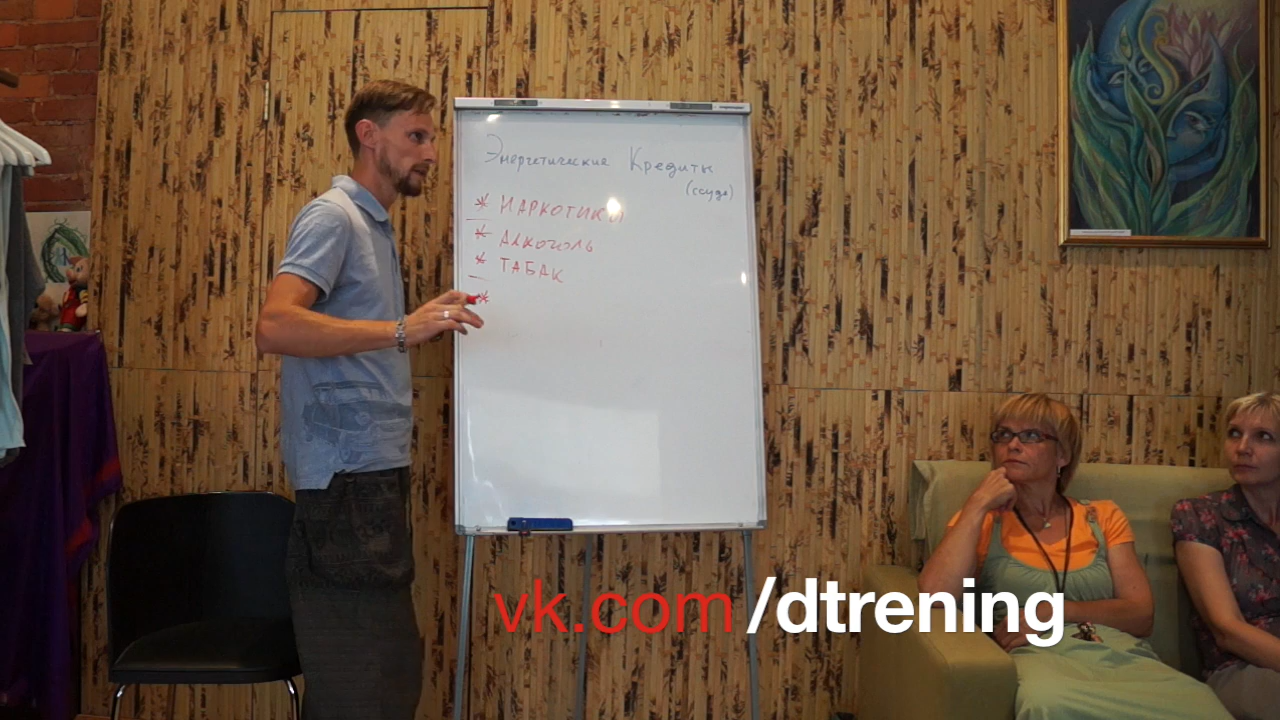 Энергетические Кредиты
(ссуда)
* НАРКОТИКИ
* Алкоголь
* ТАБАК
*
vk.com/dtrening